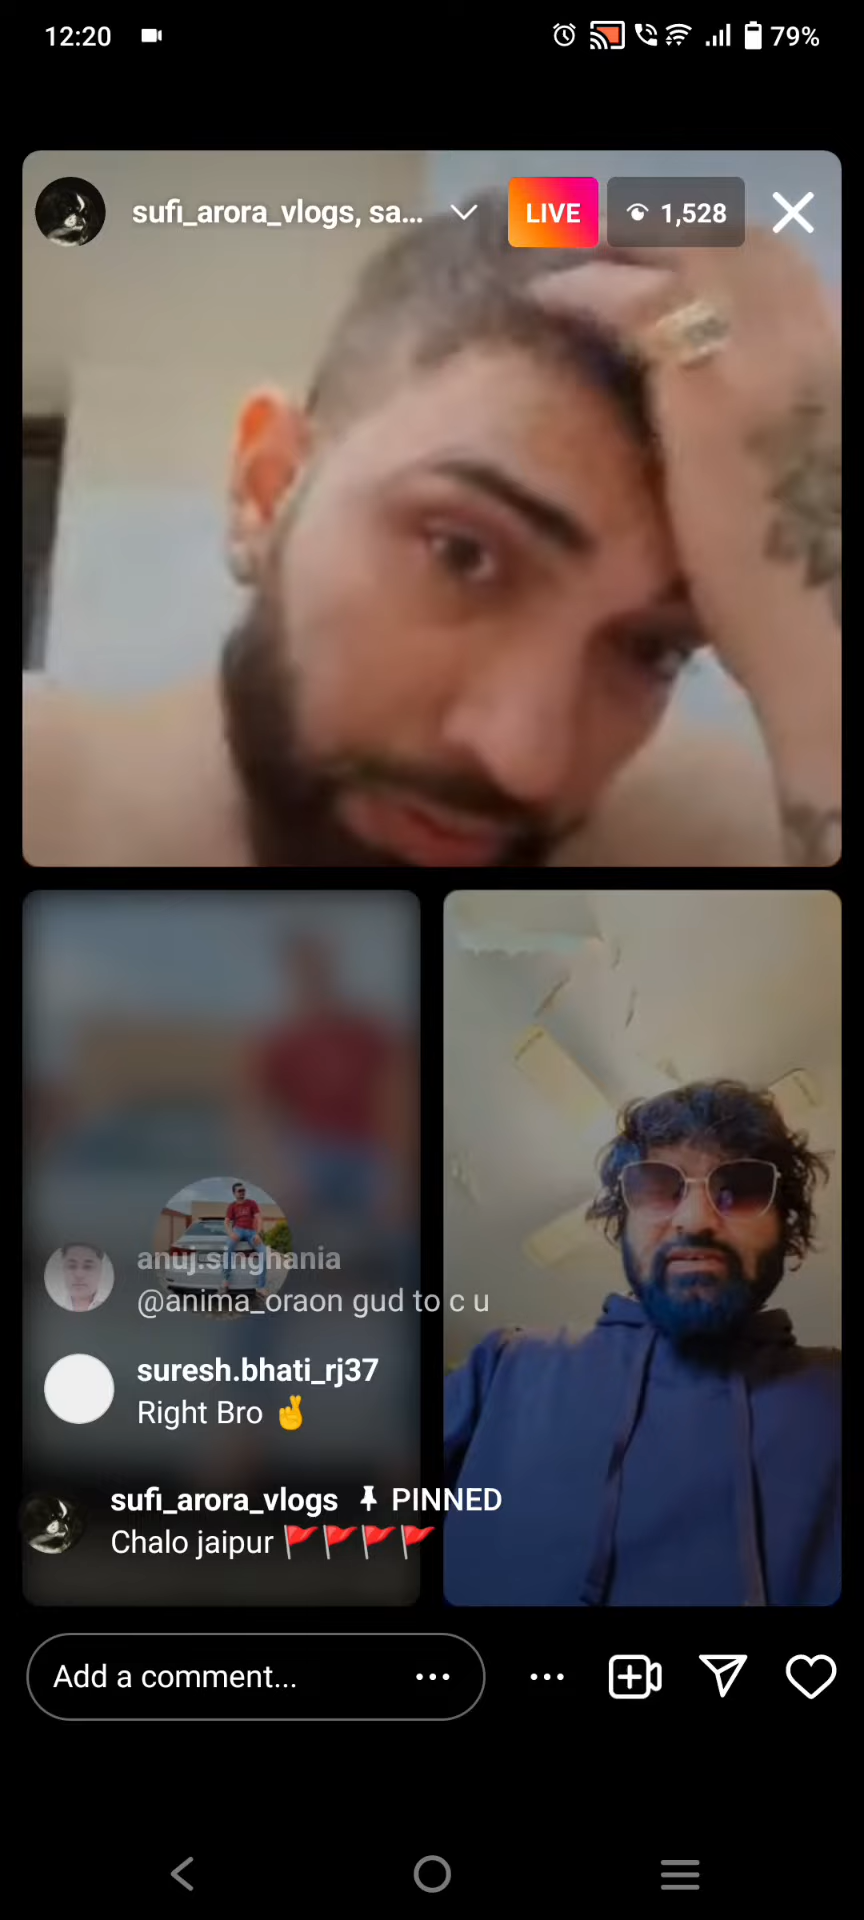 12:20
79%
sufi_arora_vlogs, sa...
LIVE
1,528
anuj.singhania
@anima_oraon gud to c u
suresh.bhati_rj37
Right Bro 🤞
sufi_arora_vlogs PINNED
Chalo jaipur 🚩🚩🚩🚩
Add a comment...